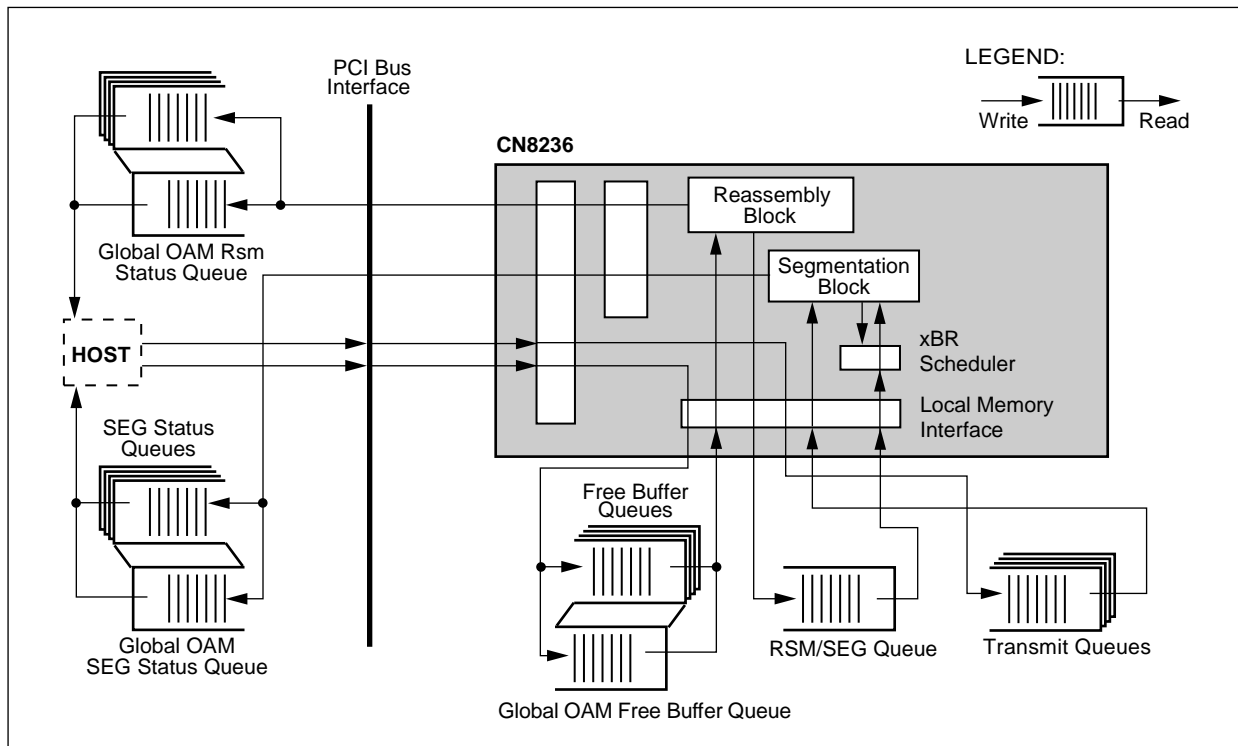 LEGEND:
Write
Read
PCI Bus
Interface
CN8236
Reassembly
Block
Global OAM Rsm
Status Queue
Segmentation
Block
HOST
xBR
Scheduler
Local Memory
Interface
SEG Status
Queues
Free Buffer
Queues
Global OAM
SEG Status Queue
RSM/SEG Queue
Transmit Queues
Global OAM Free Buffer Queue